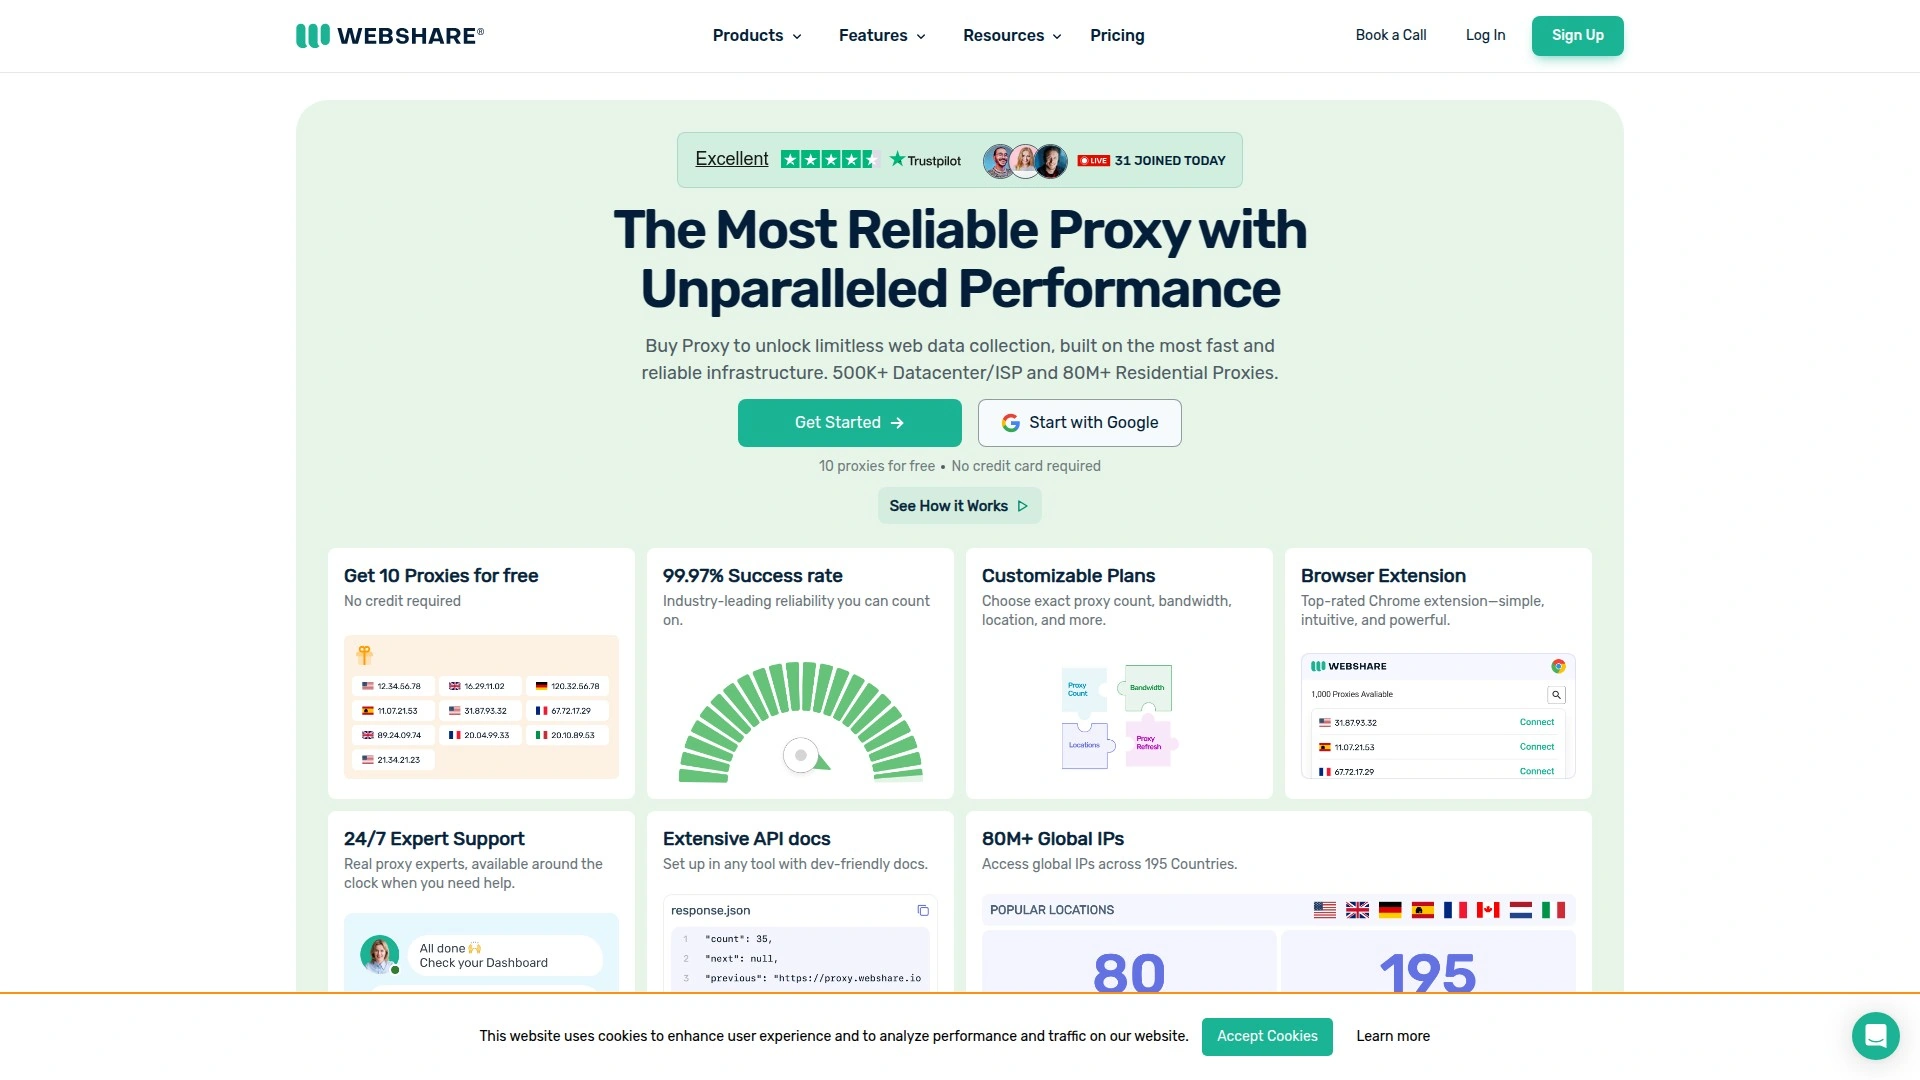 WEBSHARE®
Products
Features
Resources
Pricing
Book a Call
Log In
Sign Up
Excellent
Trustpilot
LIVE
31 JOINED TODAY
The Most Reliable Proxy with
Unparalleled Performance
Buy Proxy to unlock limitless web data collection, built on the most fast and
reliable infrastructure. 500K+ Datacenter/ISP and 80M+ Residential Proxies.
Get Started →
Start with Google
10 proxies for free • No credit card required
See How it Works
Get 10 Proxies for free
No credit required
12.34.56.78
16.29.11.02
120.32.56.78
11.07.21.53
31.87.93.32
67.72.17.29
89.24.09.74
20.04.99.33
20.10.89.53
21.34.21.23
99.97% Success rate
Industry-leading reliability you can count
on.
Customizable Plans
Choose exact proxy count, bandwidth,
location, and more.
Proxy
Count
Bandwidth
Locations
Proxy
Refresh
Browser Extension
Top-rated Chrome extension—simple,
intuitive, and powerful.
WEBSHARE
1,000 Proxies Avaliable
31.87.93.32
Connect
11.07.21.53
Connect
67.72.17.29
Connect
24/7 Expert Support
Real proxy experts, available around the
clock when you need help.
All done 🙌
Check your Dashboard
Extensive API docs
Set up in any tool with dev-friendly docs.
response.json
1 "count": 35,
2 "next": null,
3 "previous": "https://proxy.webshare.io
80M+ Global IPs
Access global IPs across 195 Countries.
POPULAR LOCATIONS
80
195
This website uses cookies to enhance user experience and to analyze performance and traffic on our website.
Accept Cookies
Learn more